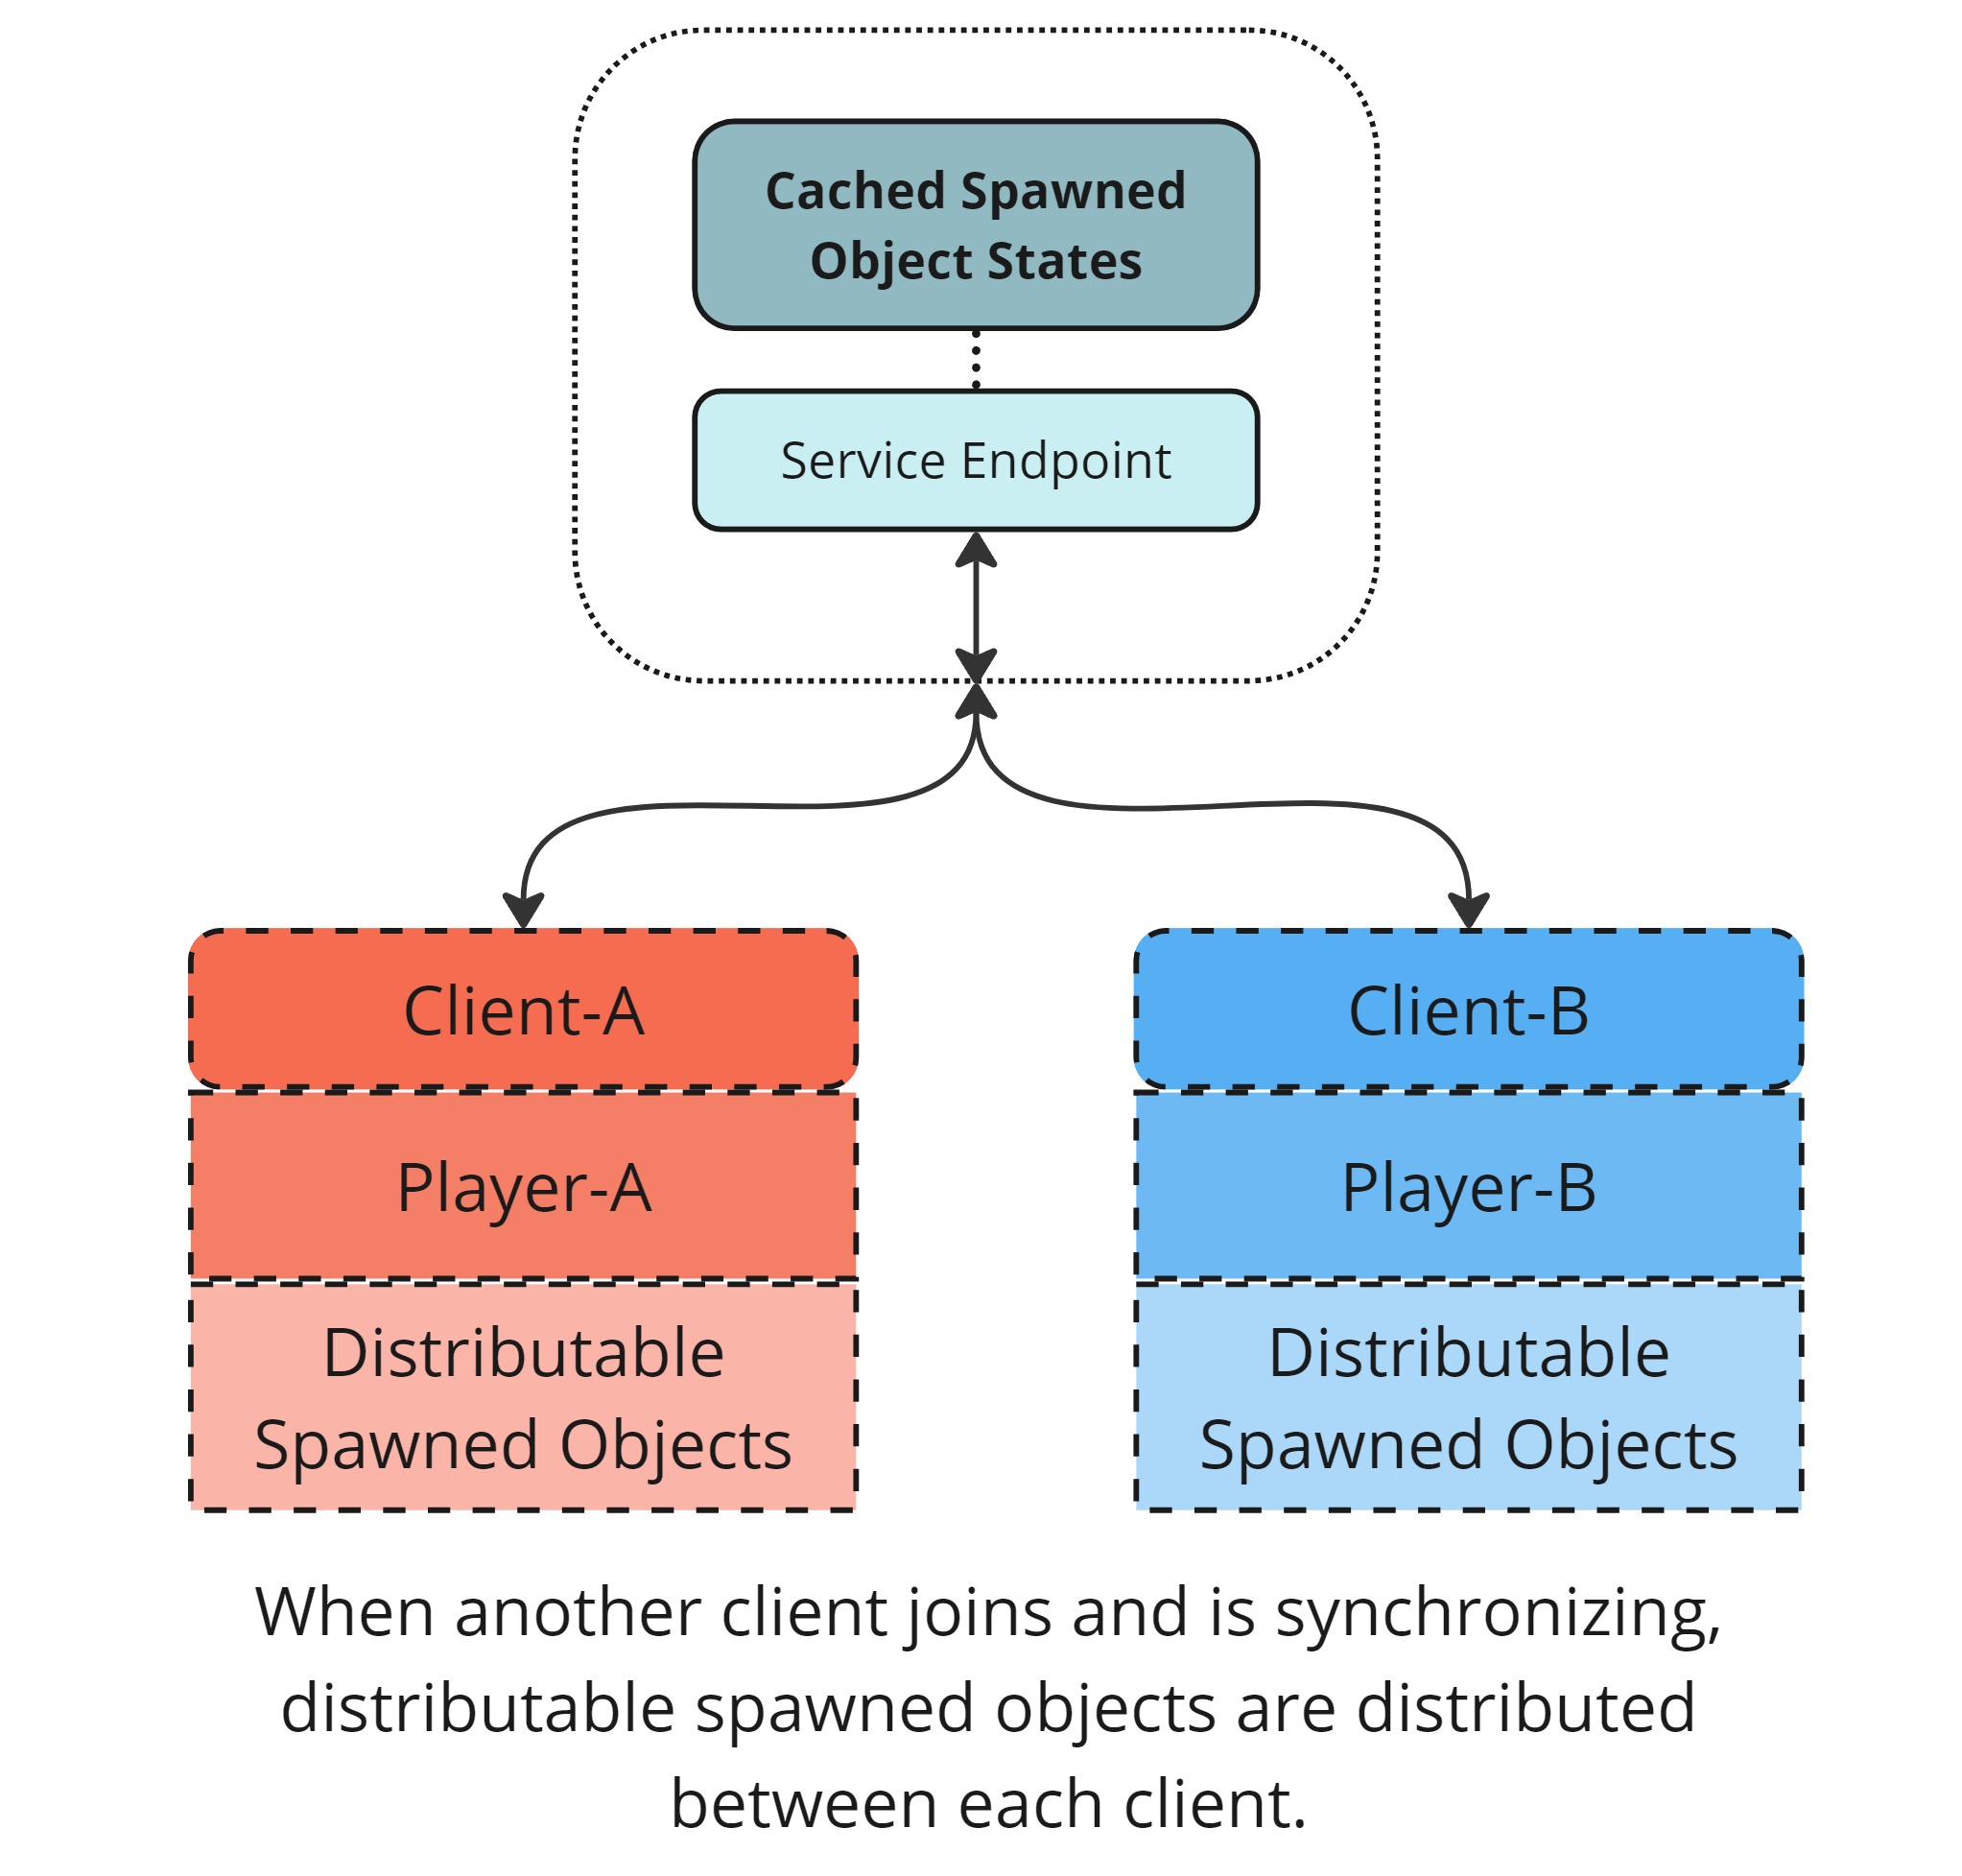 Cached Spawned
Object States
Service Endpoint
Client-A
Player-A
Distributable
Spawned Objects
Client-B
Player-B
Distributable
Spawned Objects
When another client joins and is synchronizing,
distributable spawned objects are distributed
between each client.